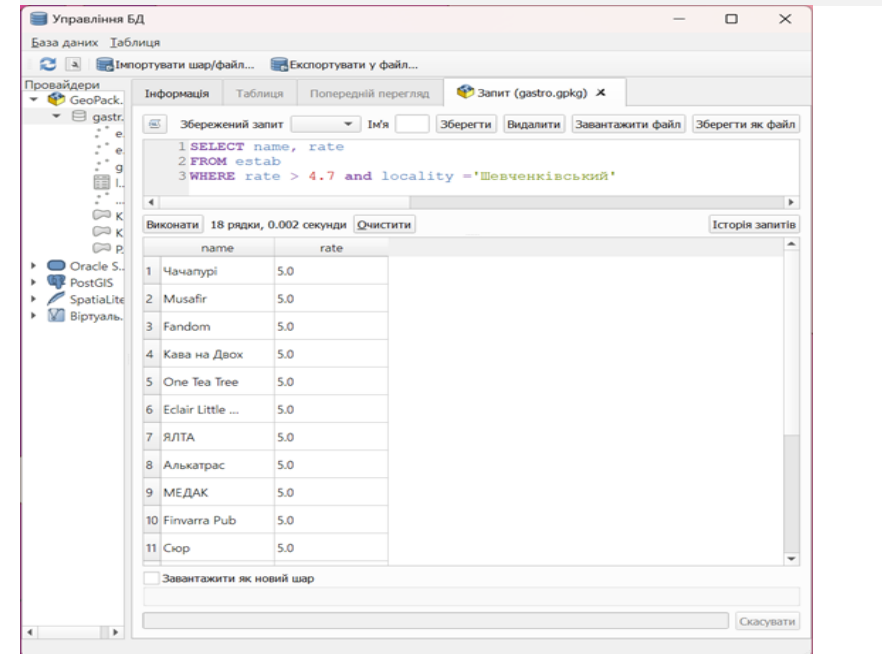 Управління БД
База даних Таблиця
Імпортувати шар/файл... Експортувати у файл...
Провайдери
GeoPack.
gastr.
e
e
g
l..
...
К
К
Р.
Oracle S..
PostGIS
SpatiaLite
Віртуаль.
Інформація Таблиця Попередній перегляд Запит (gastro.gpkg)
Збережений запит Ім'я Зберегти Видалити Завантажити файл Зберегти як файл
1 SELECT name, rate
2 FROM estab
3 WHERE rate > 4.7 and locality ='Шевченківський'
Виконати 18 рядки, 0.002 секунди Очистити Історія запитів
name rate
1 Чачапурі 5.0
2 Musafir 5.0
3 Fandom 5.0
4 Кава на Двох 5.0
5 One Tea Tree 5.0
6 Eclair Little ... 5.0
7 ЯЛТА 5.0
8 Алькатрас 5.0
9 МЕДАК 5.0
10 Finvarra Pub 5.0
11 Сюр 5.0
Завантажити як новий шар
Скасувати